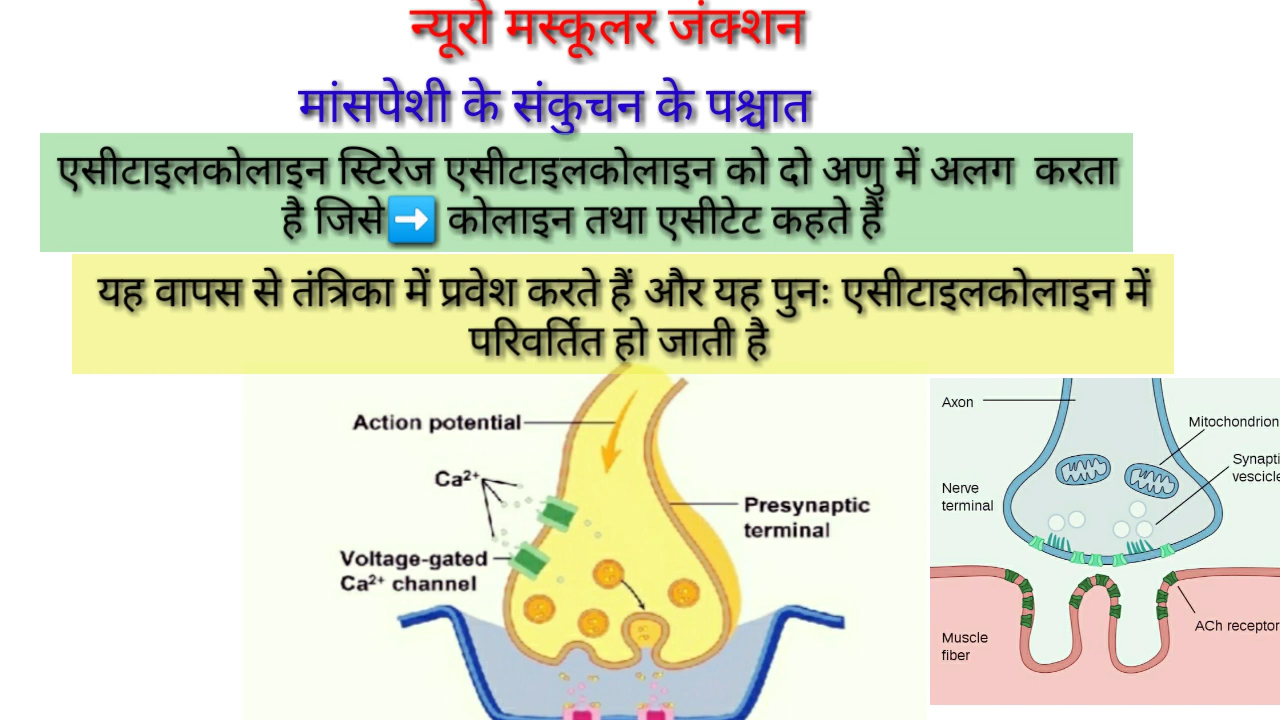 न्यूरो मस्कूलर जंक्शन
मांसपेशी के संकुचन के पश्चात
एसीटाइलकोलाइन स्टिरेज एसीटाइलकोलाइन को दो अणु में अलग करता
है जिसे➡️ कोलाइन तथा एसीटेट कहते हैं
यह वापस से तंत्रिका में प्रवेश करते हैं और यह पुनः एसीटाइलकोलाइन में
परिवर्तित हो जाती है
Action potential
Ca²⁺
Voltage-gated
Ca²⁺ channel
Presynaptic
terminal
Axon
Mitochondrion
Synapti
vescicle
Nerve
terminal
ACh receptor
Muscle
fiber